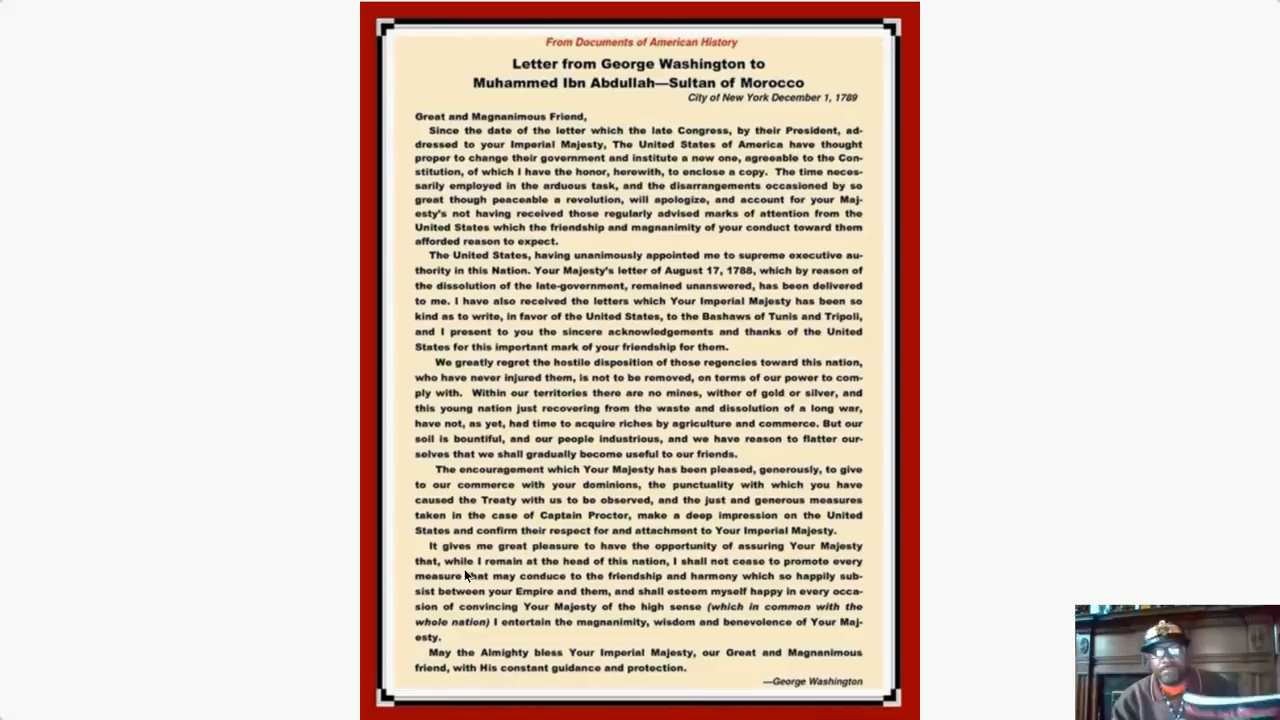 From Documents of American History
Letter from George Washington to
Muhammed Ibn Abdullah—Sultan of Morocco
City of New York December 1, 1789
Great and Magnanimous Friend,
Since the date of the letter which the late Congress, by their President, ad-
dressed to your Imperial Majesty, The United States of America have thought
proper to change their government and institute a new one, agreeable to the Con-
stitution, of which I have the honor, herewith, to enclose a copy. The time neces-
sarily employed in the arduous task, and the disarrangements occasioned by so
great though peaceable a revolution, will apologize, and account for your Maj-
esty's not having received those regularly advised marks of attention from the
United States which the friendship and magnanimity of your conduct toward them
afforded reason to expect.
The United States, having unanimously appointed me to supreme executive au-
thority in this Nation. Your Majesty's letter of August 17, 1788, which by reason of
the dissolution of the late-government, remained unanswered, has been delivered
to me. I have also received the letters which Your Imperial Majesty has been so
kind as to write, in favor of the United States, to the Bashaws of Tunis and Tripoli,
and I present to you the sincere acknowledgements and thanks of the United
States for this important mark of your friendship for them.
We greatly regret the hostile disposition of those regencies toward this nation,
who have never injured them, is not to be removed, on terms of our power to com-
ply with. Within our territories there are no mines, wither of gold or silver, and
this young nation just recovering from the waste and dissolution of a long war,
have not, as yet, had time to acquire riches by agriculture and commerce. But our
soil is bountiful, and our people industrious, and we have reason to flatter our-
selves that we shall gradually become useful to our friends.
The encouragement which Your Majesty has been pleased, generously, to give
to our commerce with your dominions, the punctuality with which you have
caused the Treaty with us to be observed, and the just and generous measures
taken in the case of Captain Proctor, make a deep impression on the United
States and confirm their respect for and attachment to Your Imperial Majesty.
It gives me great pleasure to have the opportunity of assuring Your Majesty
that, while I remain at the head of this nation, I shall not cease to promote every
measure that may conduce to the friendship and harmony which so happily sub-
sist between your Empire and them, and shall esteem myself happy in every occa-
sion of convincing Your Majesty of the high sense (which in common with the
whole nation) I entertain the magnanimity, wisdom and benevolence of Your Maj-
esty.
May the Almighty bless Your Imperial Majesty, our Great and Magnanimous
friend, with His constant guidance and protection.
—George Washington